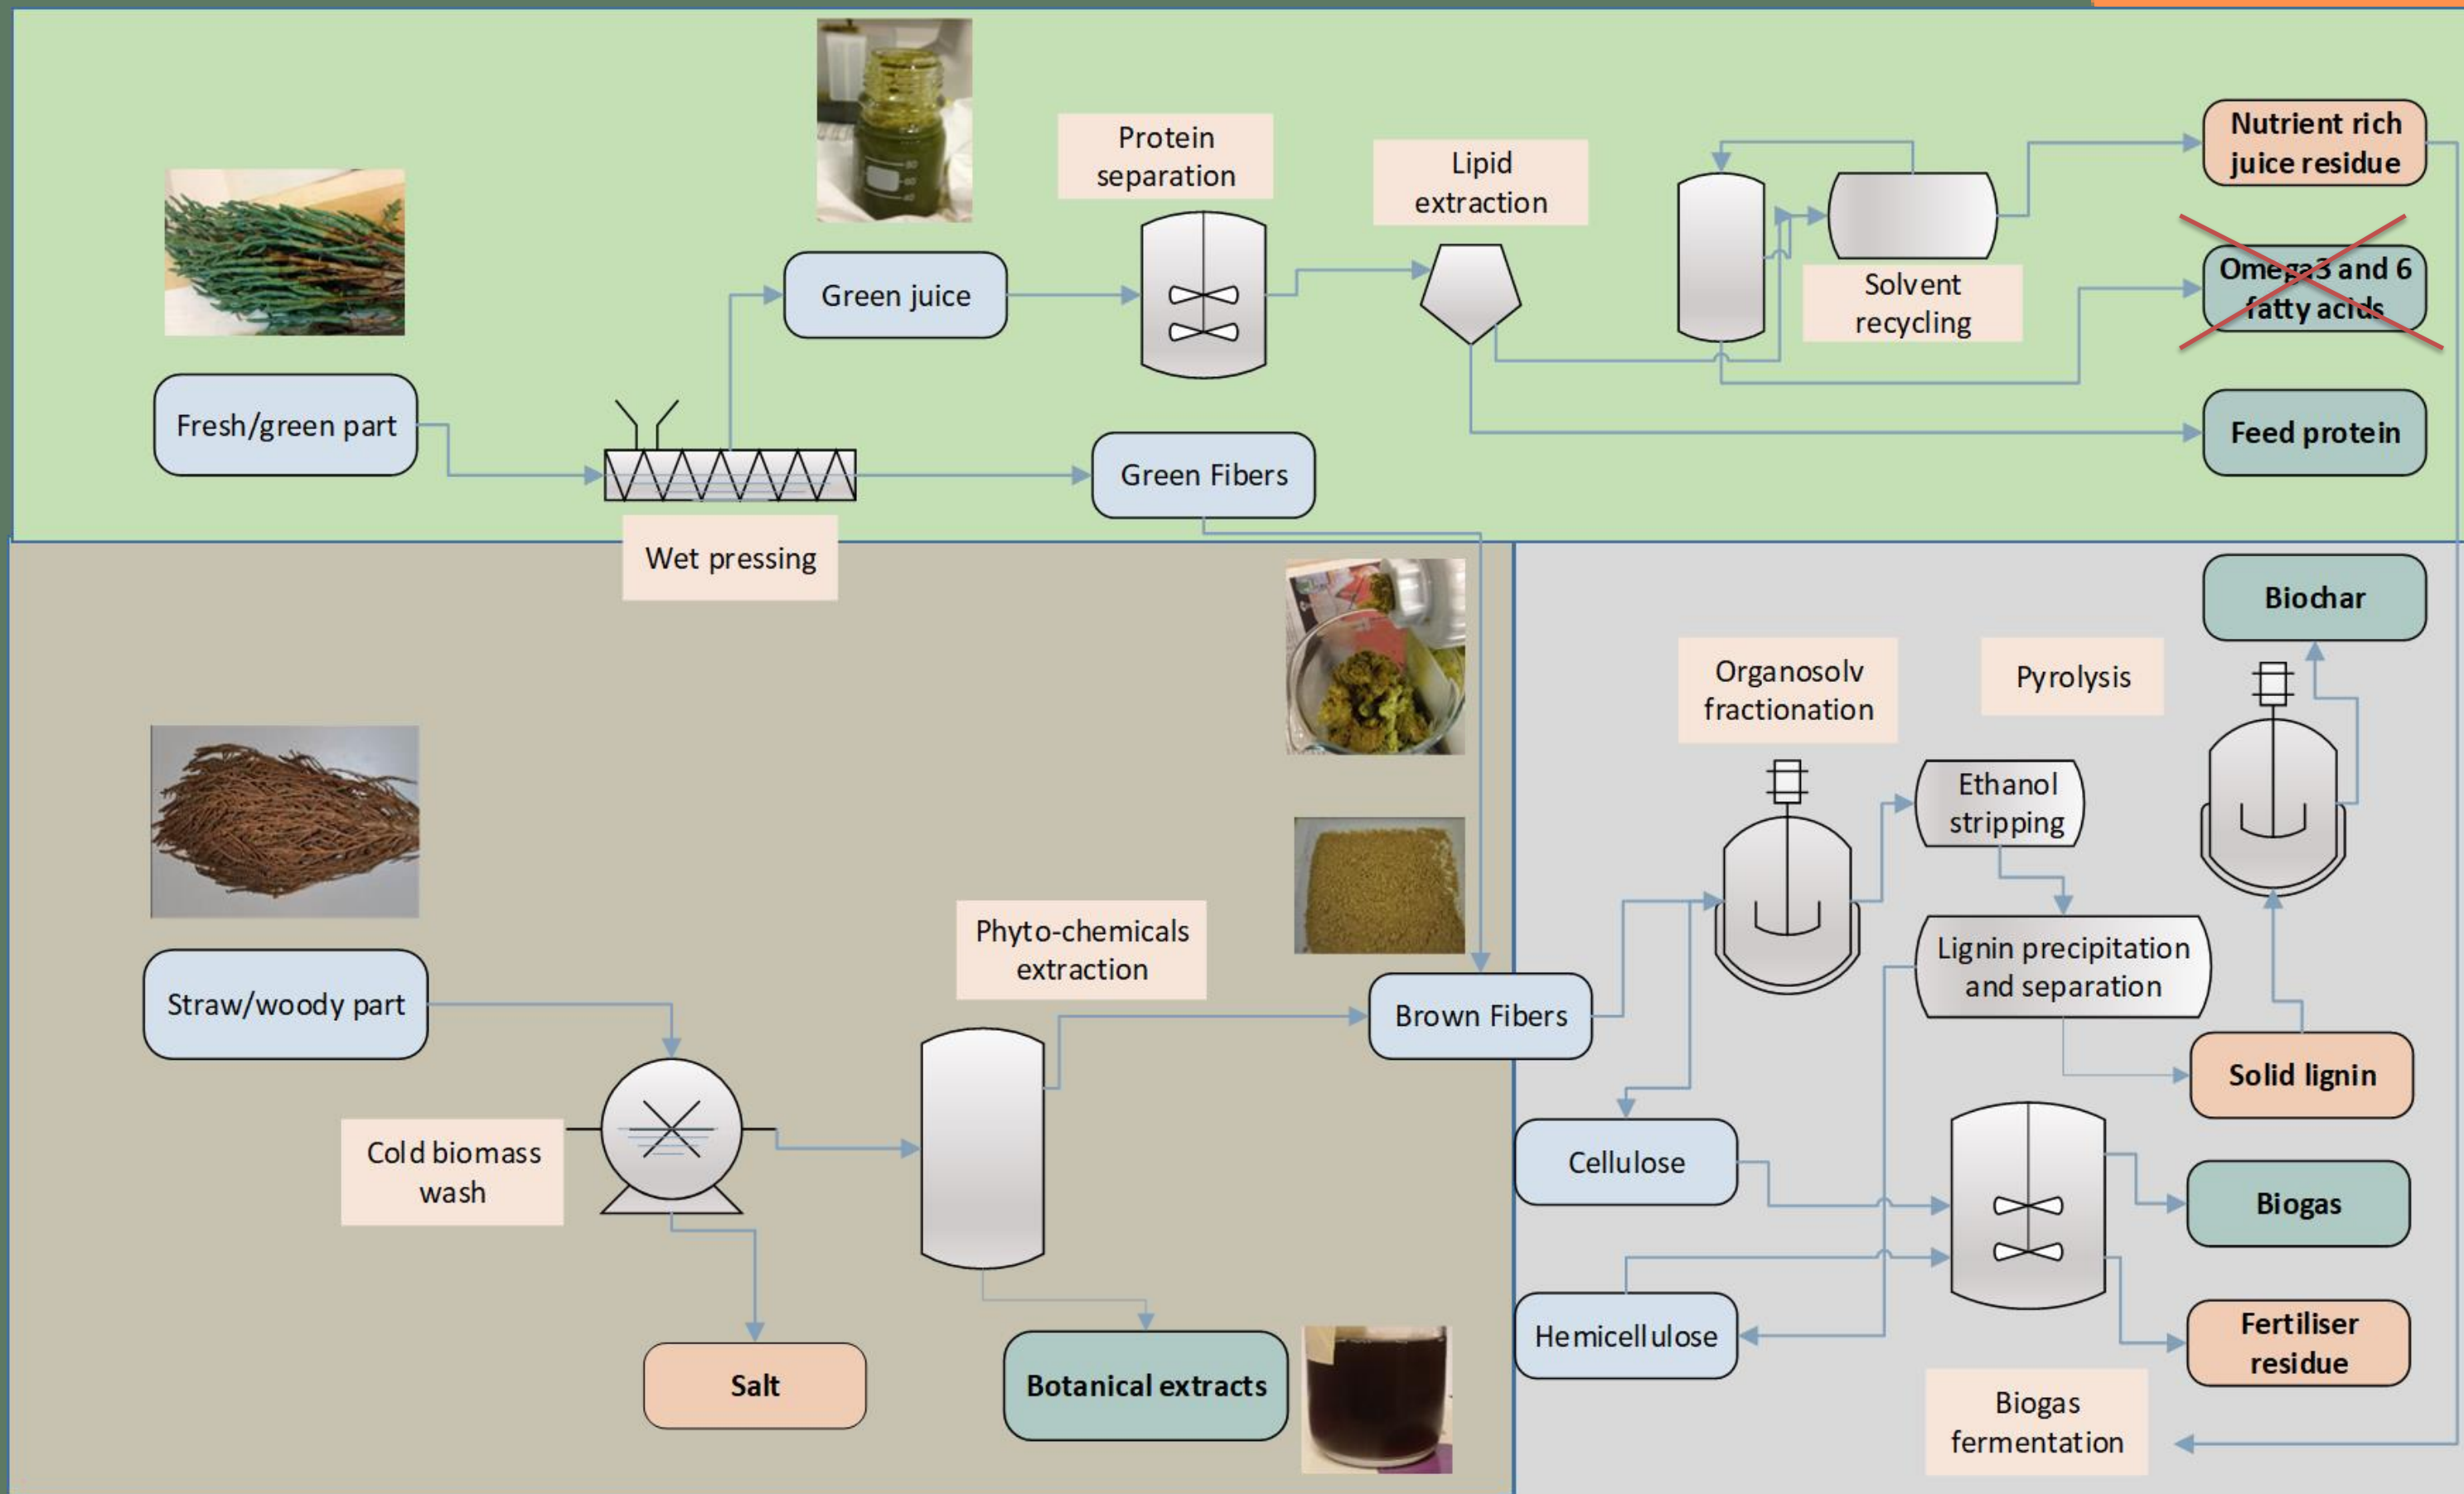 Protein
separation
Lipid
extraction
Nutrient rich
juice residue
Green juice
Solvent
recycling
Omega3 and 6
fatty acids
Fresh/green part
Feed protein
Green Fibers
Wet pressing
Biochar
Organosolv
fractionation
Pyrolysis
Ethanol
stripping
Phyto-chemicals
extraction
Lignin precipitation
and separation
Straw/woody part
Brown Fibers
Solid lignin
Cold biomass
wash
Cellulose
Biogas
Hemicellulose
Fertiliser
residue
Salt
Botanical extracts
Biogas
fermentation
80
60
40